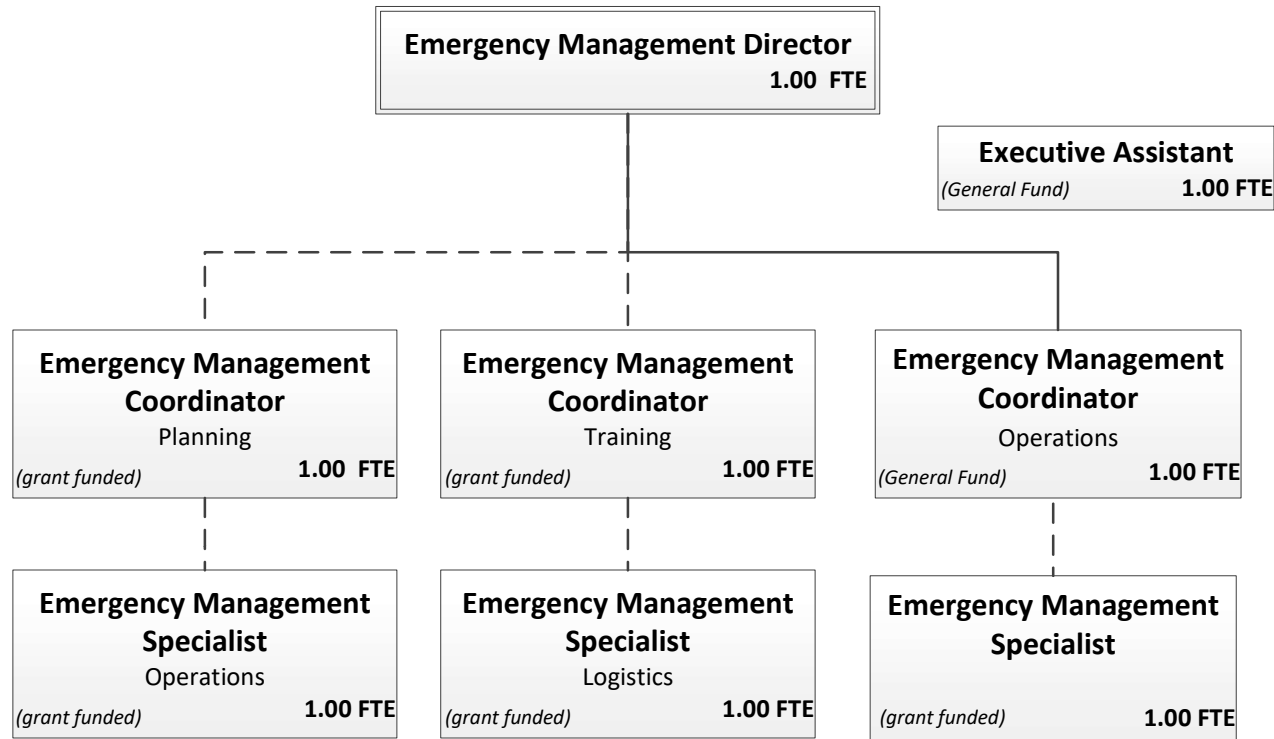 Emergency Management Director
1.00 FTE
Executive Assistant
(General Fund) 1.00 FTE
Emergency Management
Coordinator
Planning
(grant funded) 1.00 FTE
Emergency Management
Coordinator
Training
(grant funded) 1.00 FTE
Emergency Management
Coordinator
Operations
(General Fund) 1.00 FTE
Emergency Management
Specialist
Operations
(grant funded) 1.00 FTE
Emergency Management
Specialist
Logistics
(grant funded) 1.00 FTE
Emergency Management
Specialist
(grant funded) 1.00 FTE